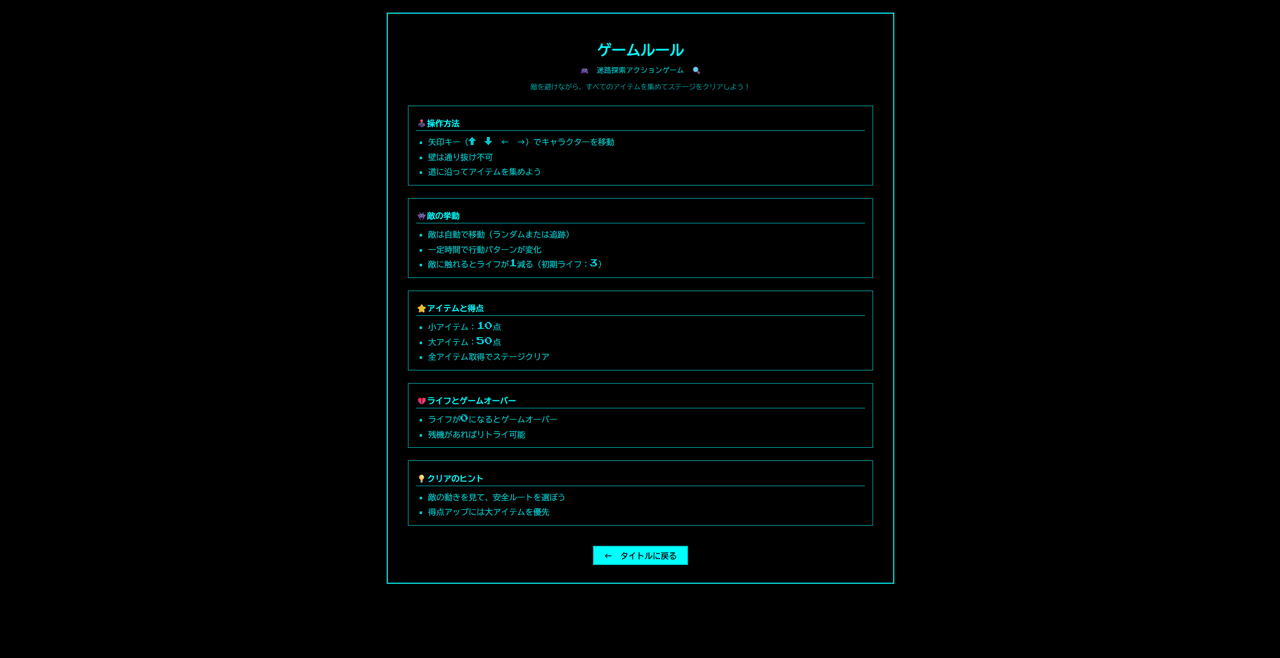 ゲームルール
🎮 迷路探索アクションゲーム 🔍
敵を避けながら、すべてのアイテムを集めてステージをクリアしよう！
🕹️操作方法
矢印キー（↑ ↓ ← →）でキャラクターを移動
壁は通り抜け不可
道に沿ってアイテムを集めよう
👾敵の挙動
敵は自動で移動（ランダムまたは追跡）
一定時間で行動パターンが変化
敵に触れるとライフが1減る（初期ライフ：3）
⭐アイテムと得点
小アイテム：10点
大アイテム：50点
全アイテム取得でステージクリア
💔ライフとゲームオーバー
ライフが0になるとゲームオーバー
残機があればリトライ可能
💡クリアのヒント
敵の動きを見て、安全ルートを選ぼう
得点アップには大アイテムを優先
← タイトルに戻る